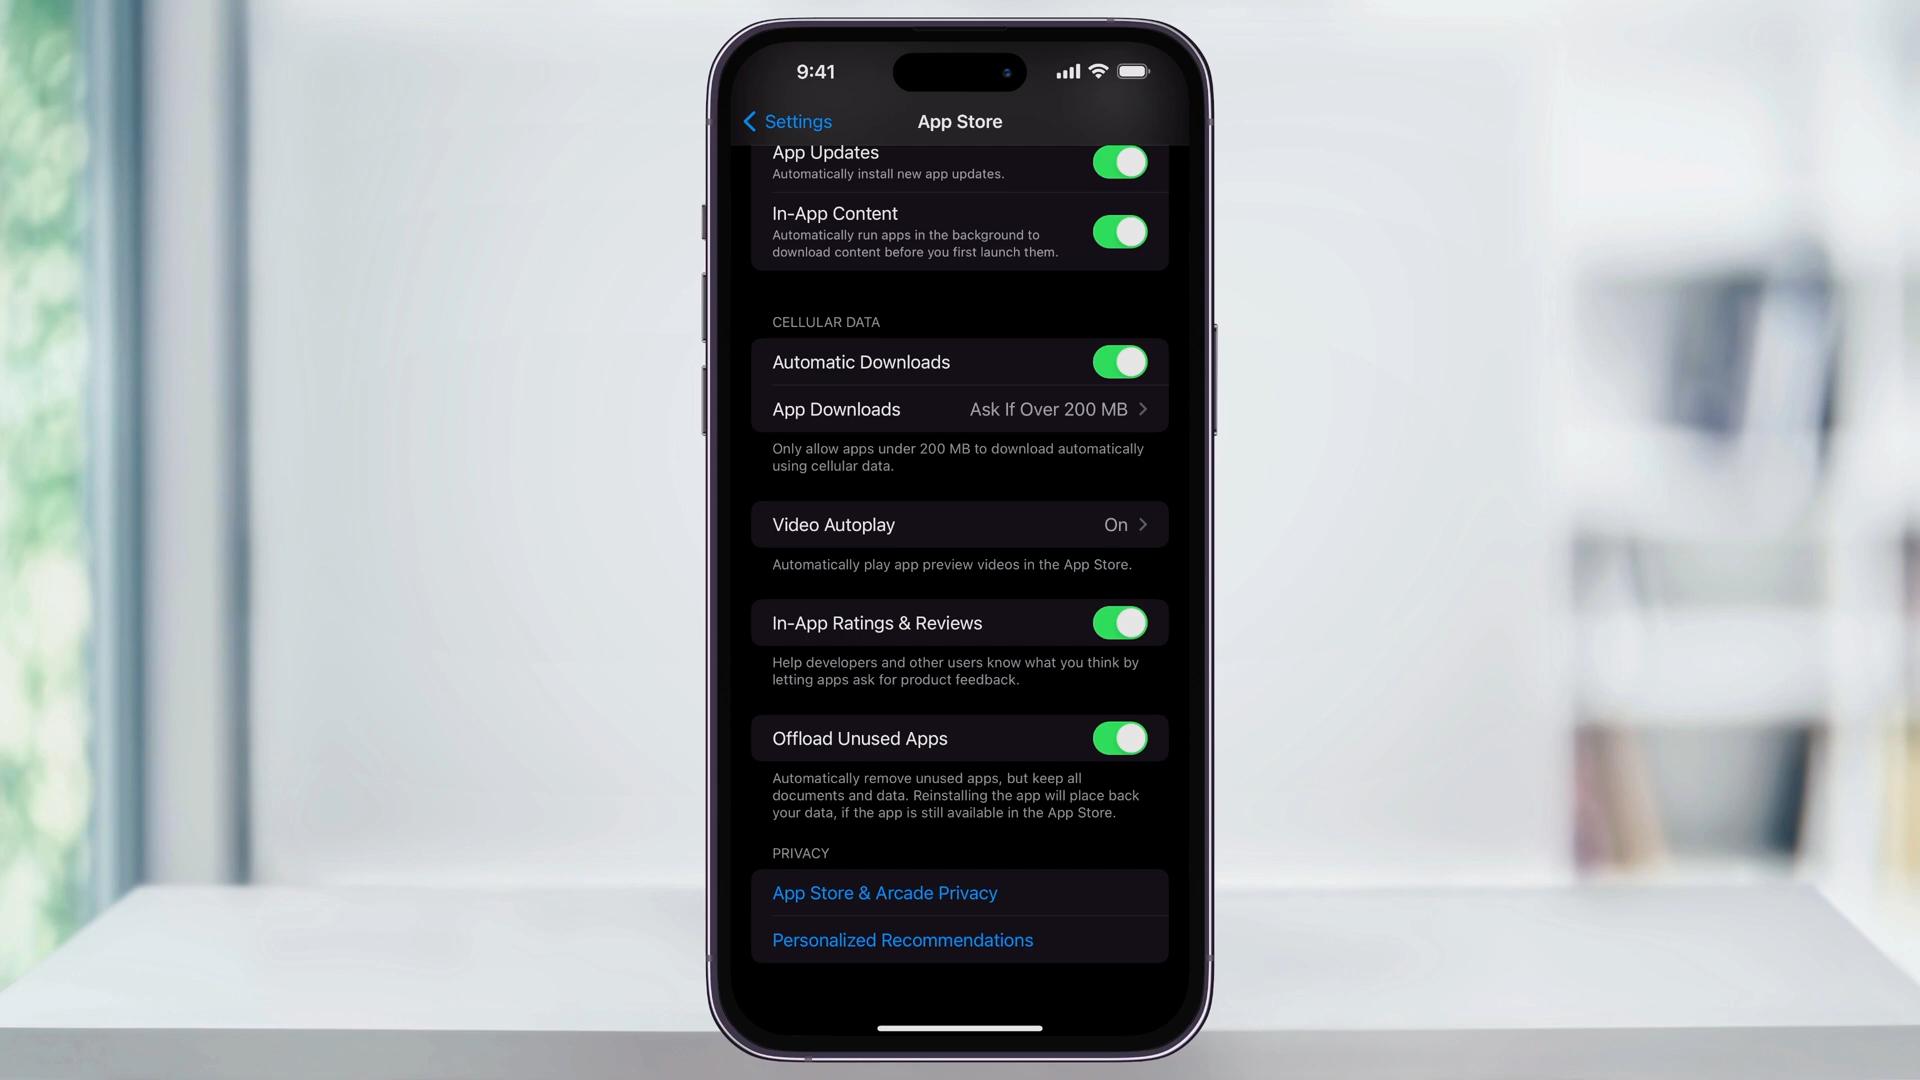 9:41
Settings
App Store
App Updates
Automatically install new app updates.
In-App Content
Automatically run apps in the background to
download content before you first launch them.
CELLULAR DATA
Automatic Downloads
App Downloads Ask If Over 200 MB
Only allow apps under 200 MB to download automatically
using cellular data.
Video Autoplay On
Automatically play app preview videos in the App Store.
In-App Ratings & Reviews
Help developers and other users know what you think by
letting apps ask for product feedback.
Offload Unused Apps
Automatically remove unused apps, but keep all
documents and data. Reinstalling the app will place back
your data, if the app is still available in the App Store.
PRIVACY
App Store & Arcade Privacy
Personalized Recommendations